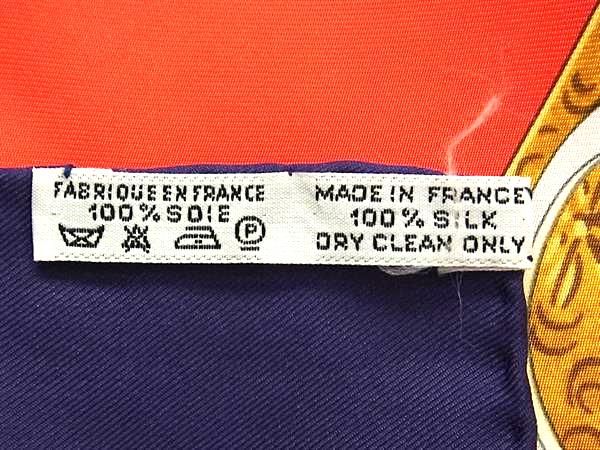 FABRIQUE EN FRANCE
100% SOIE
P
MADE IN FRANCE
100% SILK
DRY CLEAN ONLY